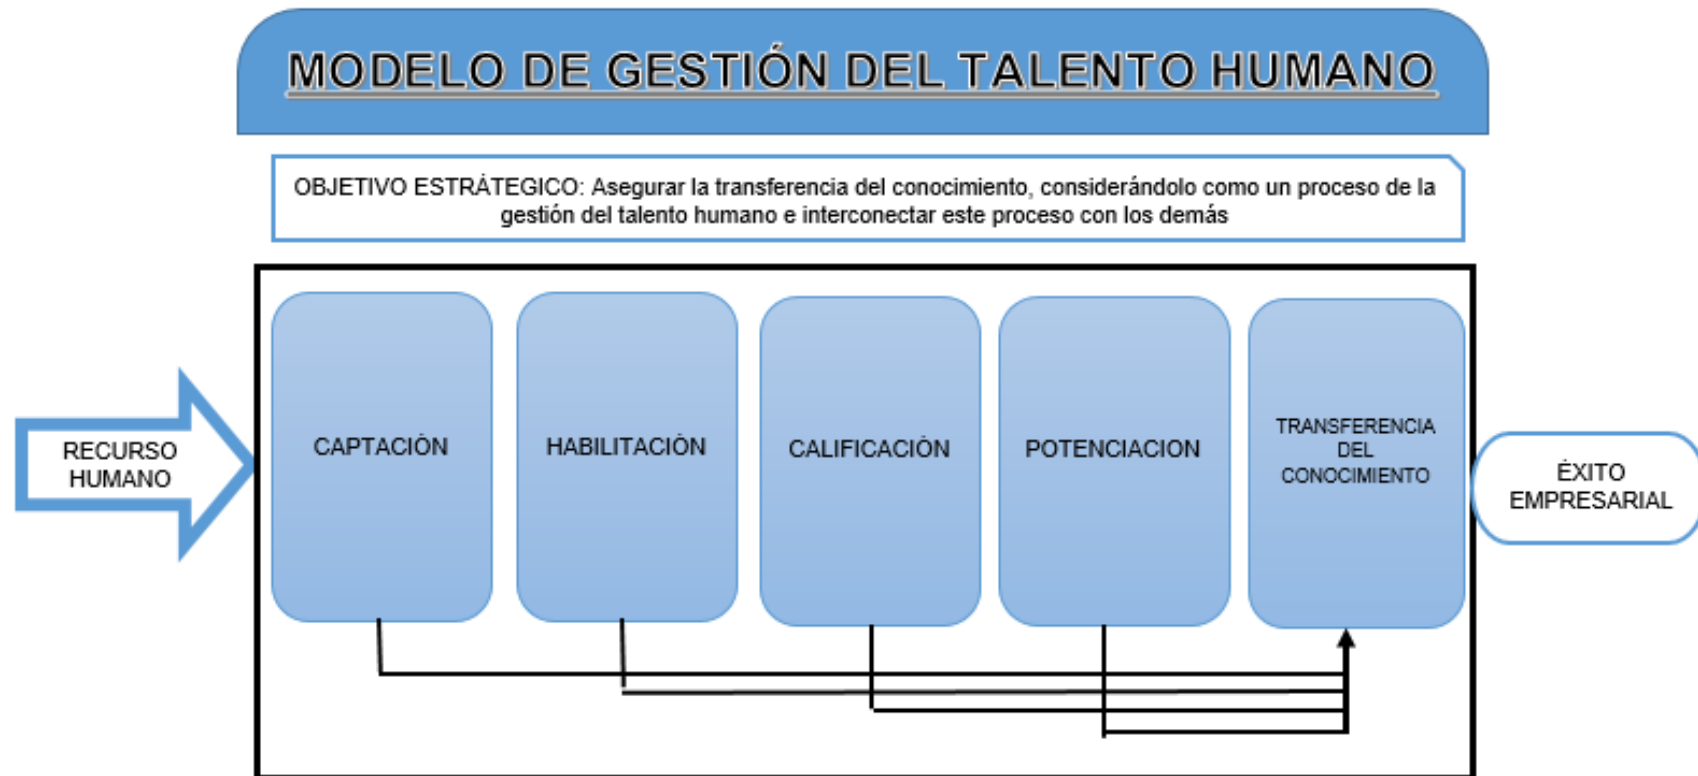 MODELO DE GESTIÓN DEL TALENTO HUMANO
OBJETIVO ESTRÁTEGICO: Asegurar la transferencia del conocimiento, considerándolo como un proceso de la
gestión del talento humano e interconectar este proceso con los demás
RECURSO
HUMANO
CAPTACIÓN
HABILITACIÓN
CALIFICACIÓN
POTENCIACION
TRANSFERENCIA
DEL
CONOCIMIENTO
ÉXITO
EMPRESARIAL